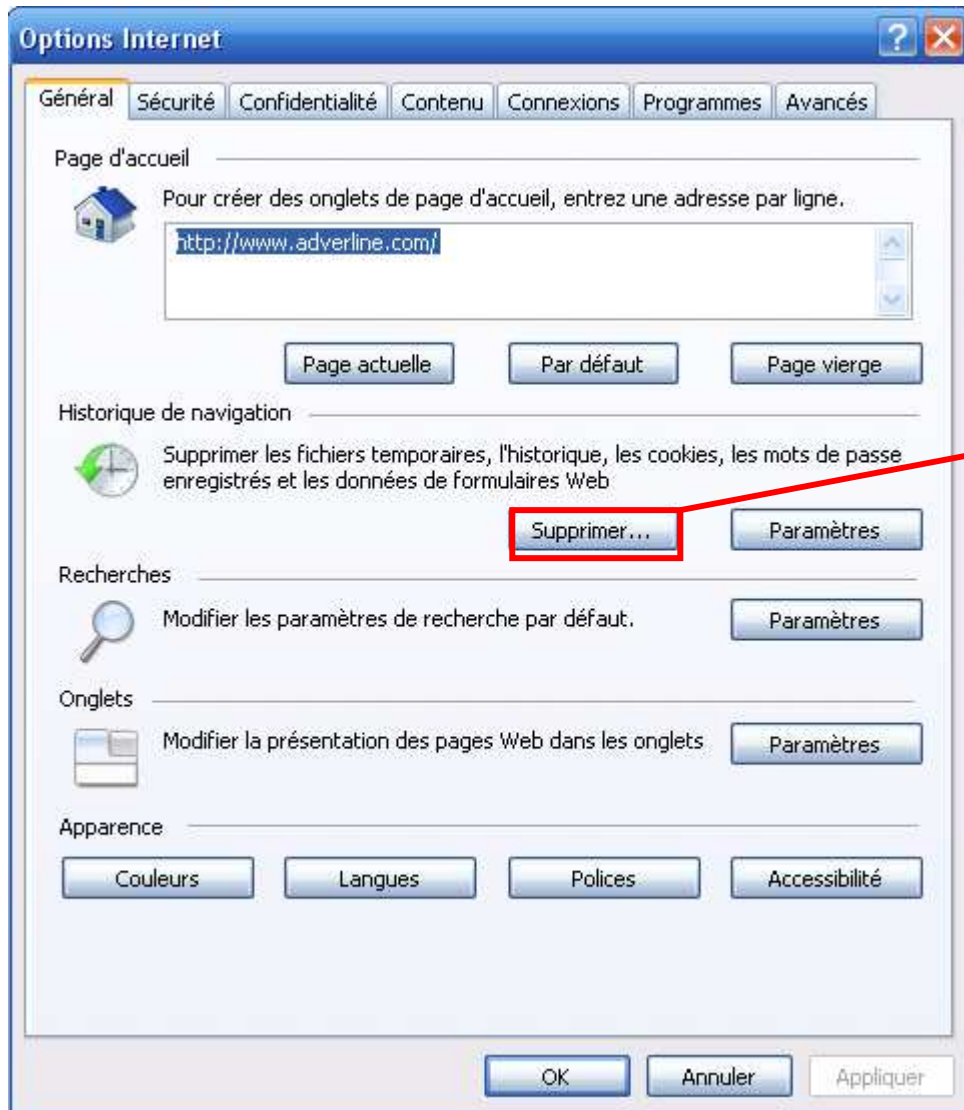 Options Internet
Général Sécurité Confidentialité Contenu Connexions Programmes Avancés
Page d'accueil
Pour créer des onglets de page d'accueil, entrez une adresse par ligne.
http://www.adverline.com/
Page actuelle Par défaut Page vierge
Historique de navigation
Supprimer les fichiers temporaires, l'historique, les cookies, les mots de passe
enregistrés et les données de formulaires Web
Supprimer... Paramètres
Recherches
Modifier les paramètres de recherche par défaut. Paramètres
Onglets
Modifier la présentation des pages Web dans les onglets Paramètres
Apparence
Couleurs Langues Polices Accessibilité
OK Annuler Appliquer